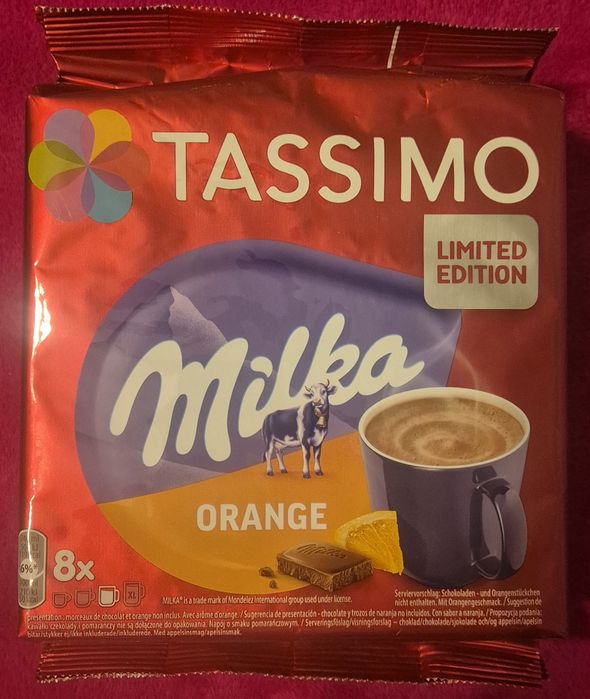 TASSIMO
LIMITED
EDITION
Milka
ORANGE
Milka
6%*
8x
XL
MILKA® is a trade mark of Mondelez International group used under license.
Serviervorschlag: Schokoladen - und Orangenstückchen
nicht enthalten. Mit Orangengeschmack. / Suggestion de
présentation : morceaux de chocolat et orange non inclus. Avec arôme d'orange. / Sugerencia de presentación - chocolate y trozos de naranja no incluidos. Con sabor a naranja. / Propozycja podania:
kawałki czekolady i pomarańczy nie są dołączone do opakowania. Napój o smaku pomarańczowym. / Serveringsförslag/visningsforslag – choklad/chokolade/sjokolade och/og appelsin/apelsin
bitar/stykker ej/ikke inkluderade/inkluderede. Med appelsinsmag/apelsinsmak.